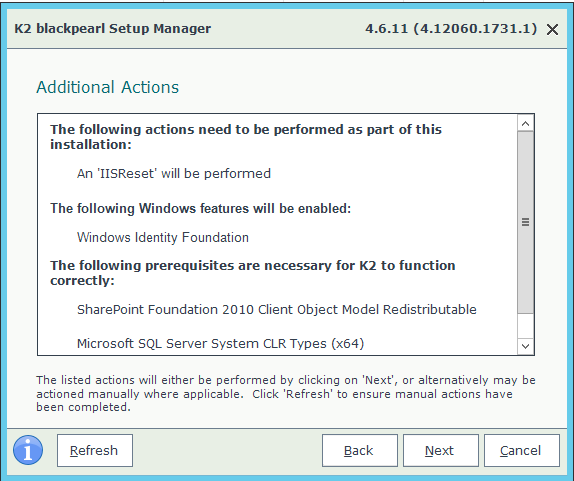 K2 blackpearl Setup Manager 4.6.11 (4.12060.1731.1)
Additional Actions
The following actions need to be performed as part of this
installation:
An 'IISReset' will be performed
The following Windows features will be enabled:
Windows Identity Foundation
The following prerequisites are necessary for K2 to function
correctly:
SharePoint Foundation 2010 Client Object Model Redistributable
Microsoft SQL Server System CLR Types (x64)
The listed actions will either be performed by clicking on 'Next', or alternatively may be
actioned manually where applicable.  Click 'Refresh' to ensure manual actions have
been completed.
Refresh Back Next Cancel